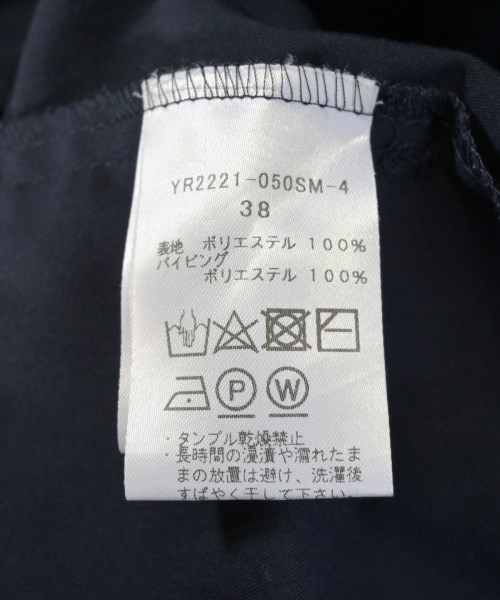 YR2221-050SM-4
38
表地 ポリエステル 100%
パイピング
ポリエステル 100%
P W
・タンブル乾燥禁止
・長時間の浸漬や濡れたま
まの放置は避け、洗濯後
すばやく干して下さい。